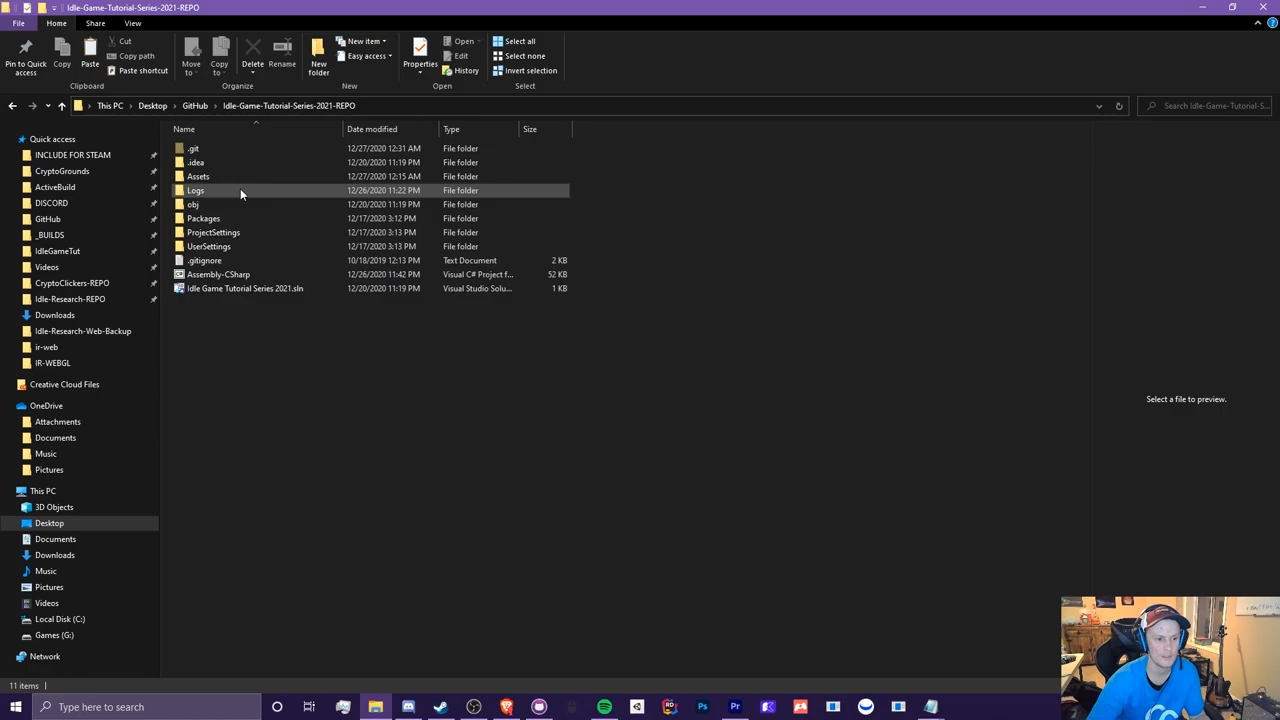 Idle-Game-Tutorial-Series-2021-REPO
File
Home
Share
View
Pin to Quick access
Copy
Paste
Cut
Copy path
Paste shortcut
Clipboard
Move to
Copy to
Delete
Rename
Organize
New folder
New item
Easy access
New
Properties
Open
Edit
History
Open
Select all
Select none
Invert selection
Select
This PC
Desktop
GitHub
Idle-Game-Tutorial-Series-2021-REPO
Search Idle-Game-Tutorial-S...
Name Date modified Type Size
.git 12/27/2020 12:31 AM File folder
.idea 12/20/2020 11:19 PM File folder
Assets 12/27/2020 12:15 AM File folder
Logs 12/26/2020 11:22 PM File folder
obj 12/20/2020 11:19 PM File folder
Packages 12/17/2020 3:12 PM File folder
ProjectSettings 12/17/2020 3:13 PM File folder
UserSettings 12/17/2020 3:13 PM File folder
.gitignore 10/18/2019 12:13 PM Text Document 2 KB
Assembly-CSharp 12/26/2020 11:42 PM Visual C# Project f... 52 KB
Idle Game Tutorial Series 2021.sln 12/20/2020 11:19 PM Visual Studio Solu... 1 KB
Quick access
INCLUDE FOR STEAM
CryptoGrounds
ActiveBuild
DISCORD
GitHub
_BUILDS
IdleGameTut
Videos
CryptoClickers-REPO
Idle-Research-REPO
Downloads
Idle-Research-Web-Backup
ir-web
IR-WEBGL
Creative Cloud Files
OneDrive
Attachments
Documents
Music
Pictures
This PC
3D Objects
Desktop
Documents
Downloads
Music
Pictures
Videos
Local Disk (C:)
Games (G:)
Network
Select a file to preview.
11 items
Type here to search